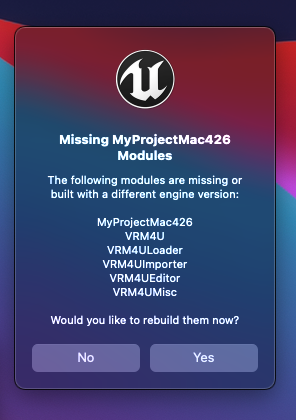 Missing MyProjectMac426
Modules
The following modules are missing or
built with a different engine version:
MyProjectMac426
VRM4U
VRM4ULoader
VRM4UImporter
VRM4UEditor
VRM4UMisc
Would you like to rebuild them now?
No
Yes